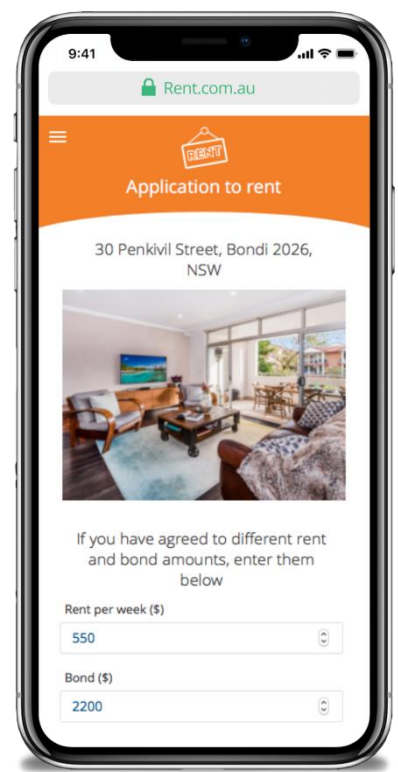 9:41
Rent.com.au
RENT
Application to rent
30 Penkivil Street, Bondi 2026,
NSW
If you have agreed to different rent
and bond amounts, enter them
below
Rent per week ($)
550
Bond ($)
2200